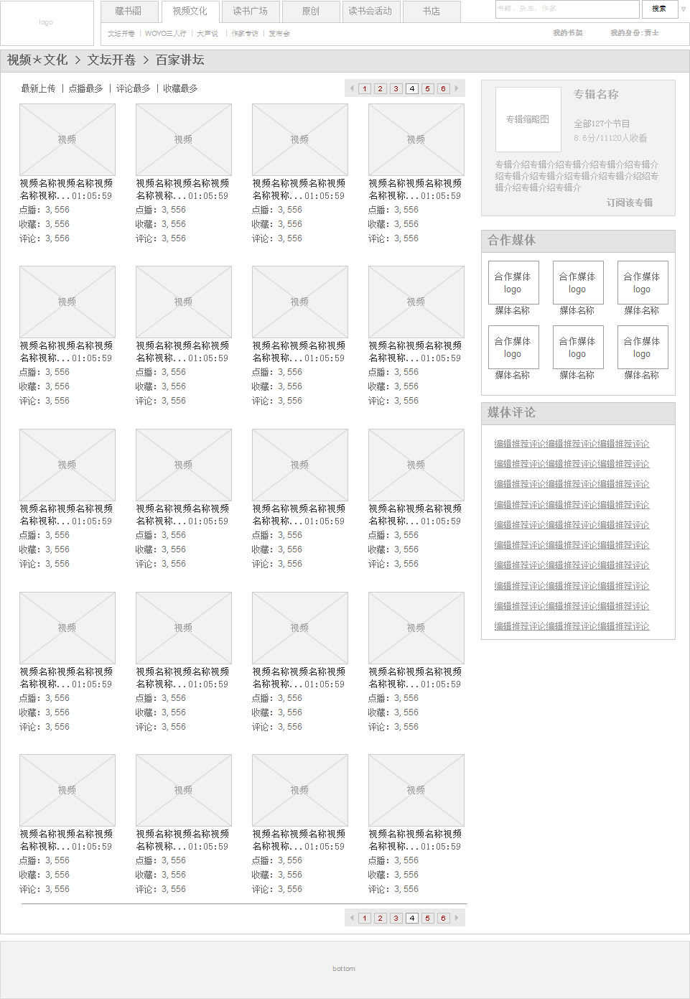 logo
藏书阁 视频文化 读书广场 原创 读书会活动 书店
书籍、杂志、作家 搜索
文坛开卷 | WOYO三人行 | 大声说 | 作家专访 | 发布会
我的书架 我的身份:贡士
视频＊文化 > 文坛开卷 > 百家讲坛
最新上传 | 点播最多 | 评论最多 | 收藏最多
1 2 3 4 5 6
视频 视频 视频 视频
视频名称视频名称视频 视频名称视频名称视频 视频名称视频名称视频 视频名称视频名称视频
名称视称...01:05:59 名称视称...01:05:59 名称视称...01:05:59 名称视称...01:05:59
点播：3,556 点播：3,556 点播：3,556 点播：3,556
收藏：3,556 收藏：3,556 收藏：3,556 收藏：3,556
评论：3,556 评论：3,556 评论：3,556 评论：3,556
视频 视频 视频 视频
视频名称视频名称视频 视频名称视频名称视频 视频名称视频名称视频 视频名称视频名称视频
名称视称...01:05:59 名称视称...01:05:59 名称视称...01:05:59 名称视称...01:05:59
点播：3,556 点播：3,556 点播：3,556 点播：3,556
收藏：3,556 收藏：3,556 收藏：3,556 收藏：3,556
评论：3,556 评论：3,556 评论：3,556 评论：3,556
视频 视频 视频 视频
视频名称视频名称视频 视频名称视频名称视频 视频名称视频名称视频 视频名称视频名称视频
名称视称...01:05:59 名称视称...01:05:59 名称视称...01:05:59 名称视称...01:05:59
点播：3,556 点播：3,556 点播：3,556 点播：3,556
收藏：3,556 收藏：3,556 收藏：3,556 收藏：3,556
评论：3,556 评论：3,556 评论：3,556 评论：3,556
视频 视频 视频 视频
视频名称视频名称视频 视频名称视频名称视频 视频名称视频名称视频 视频名称视频名称视频
名称视称...01:05:59 名称视称...01:05:59 名称视称...01:05:59 名称视称...01:05:59
点播：3,556 点播：3,556 点播：3,556 点播：3,556
收藏：3,556 收藏：3,556 收藏：3,556 收藏：3,556
评论：3,556 评论：3,556 评论：3,556 评论：3,556
视频 视频 视频 视频
视频名称视频名称视频 视频名称视频名称视频 视频名称视频名称视频 视频名称视频名称视频
名称视称...01:05:59 名称视称...01:05:59 名称视称...01:05:59 名称视称...01:05:59
点播：3,556 点播：3,556 点播：3,556 点播：3,556
收藏：3,556 收藏：3,556 收藏：3,556 收藏：3,556
评论：3,556 评论：3,556 评论：3,556 评论：3,556
1 2 3 4 5 6
专辑缩略图
专辑名称
全部127个节目
8.6分/11120人收看
专辑介绍专辑介绍专辑介绍专辑介绍专辑介
绍专辑介绍专辑介绍专辑介绍专辑介绍绍专
辑介绍专辑介绍专辑介
订阅该专辑
合作媒体
合作媒体 合作媒体 合作媒体
logo logo logo
媒体名称 媒体名称 媒体名称
合作媒体 合作媒体 合作媒体
logo logo logo
媒体名称 媒体名称 媒体名称
媒体评论
编辑推荐评论编辑推荐评论编辑推荐评论
编辑推荐评论编辑推荐评论编辑推荐评论
编辑推荐评论编辑推荐评论编辑推荐评论
编辑推荐评论编辑推荐评论编辑推荐评论
编辑推荐评论编辑推荐评论编辑推荐评论
编辑推荐评论编辑推荐评论编辑推荐评论
编辑推荐评论编辑推荐评论编辑推荐评论
编辑推荐评论编辑推荐评论编辑推荐评论
编辑推荐评论编辑推荐评论编辑推荐评论
编辑推荐评论编辑推荐评论编辑推荐评论
bottom